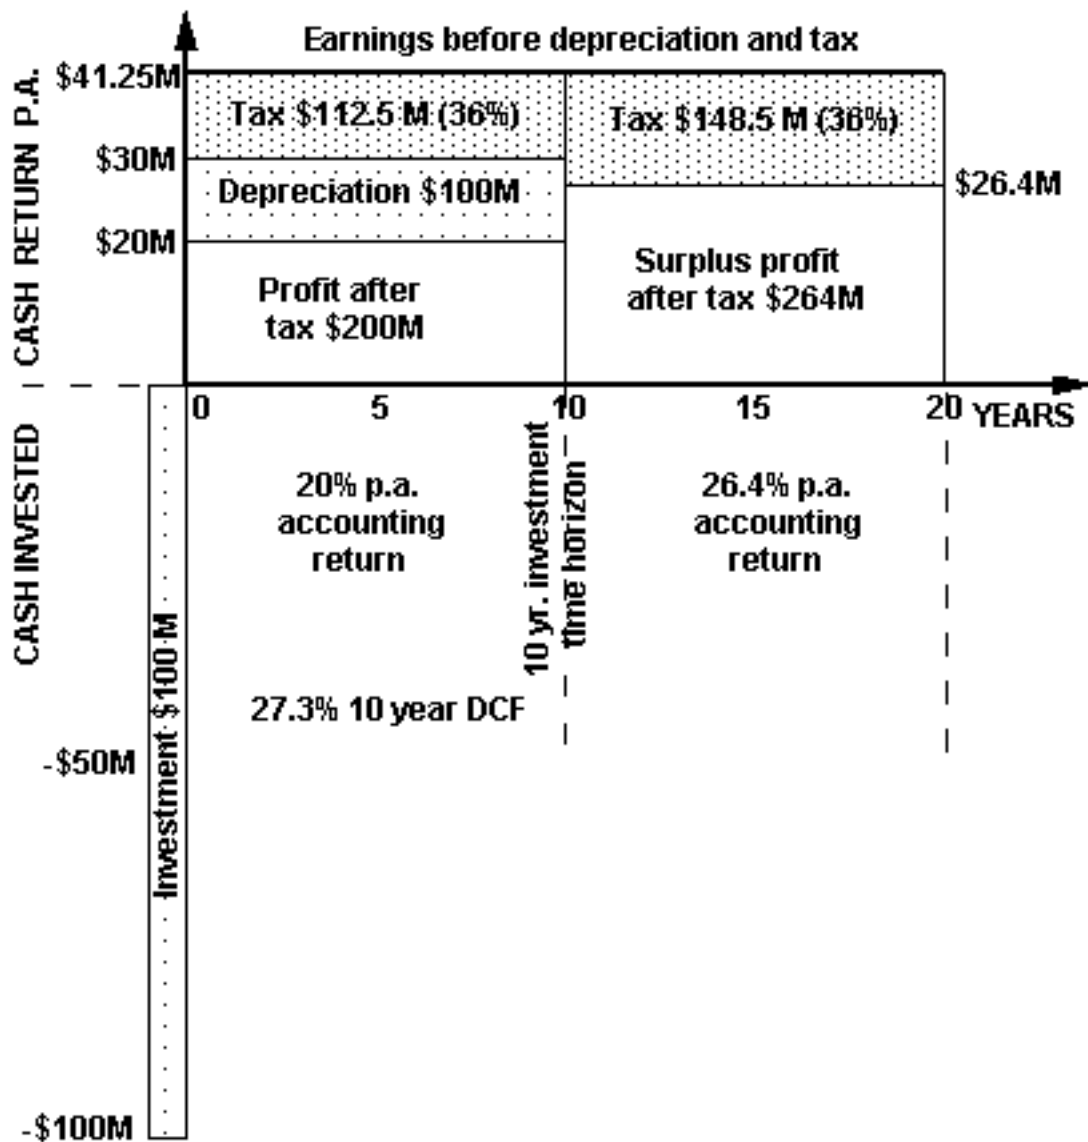 Earnings before depreciation and tax
CASH RETURN P.A.
$41.25M
Tax $112.5 M (36%)
Tax $148.5 M (36%)
$30M
Depreciation $100M
$26.4M
$20M
Profit after
tax $200M
Surplus profit
after tax $264M
0
5
10
15
20
YEARS
CASH INVESTED
Investment $100 M
20% p.a.
accounting
return
10 yr. investment
time horizon
26.4% p.a.
accounting
return
27.3% 10 year DCF
-$50M
-$100M